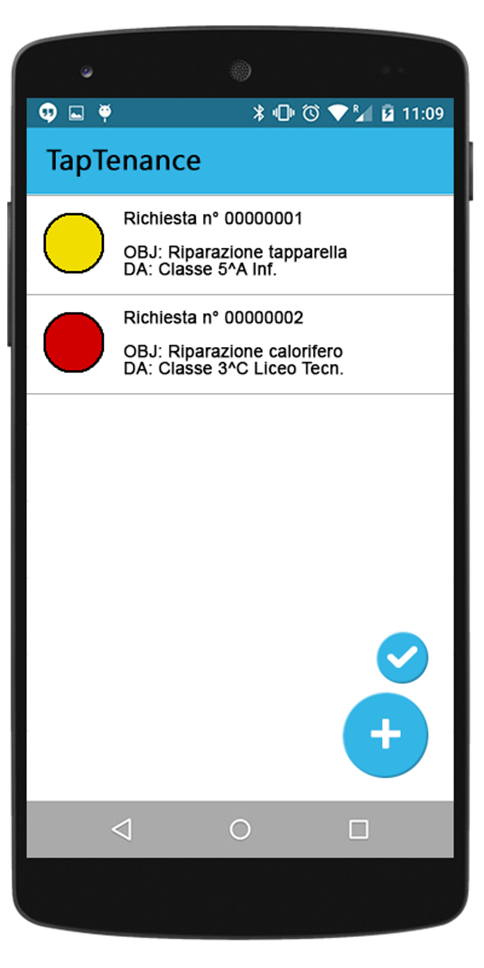 11:09
TapTenance
Richiesta n° 00000001
OBJ: Riparazione tapparella
DA: Classe 5^A Inf.
Richiesta n° 00000002
OBJ: Riparazione calorifero
DA: Classe 3^C Liceo Tecn.